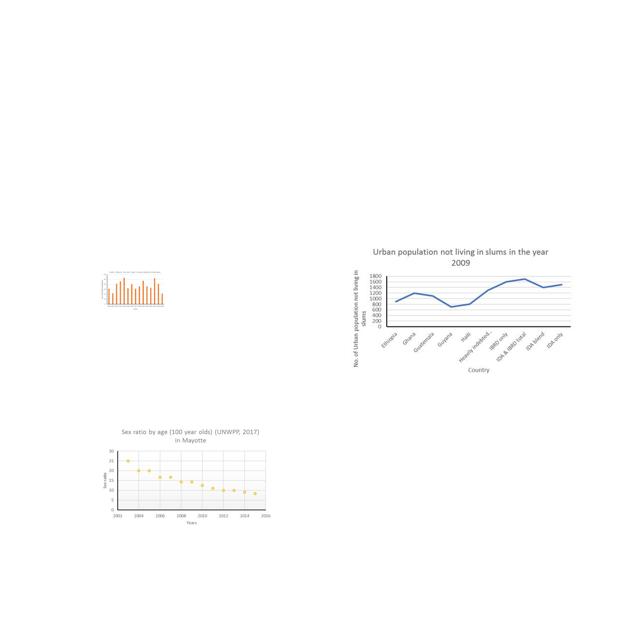 Urban population not living in slums in the year
2009
No. of Urban population not living in
slums
1800
1600
1400
1200
1000
800
600
400
200
0
Ethiopia
Ghana
Guatemala
Guyana
Haiti
Heavily indebted...
IBRD only
IDA & IBRD total
IDA blend
IDA only
Country
Sex ratio by age (100 year olds) (UNWPP, 2017)
in Mayotte
Sex ratio
30
25
20
15
10
5
0
2002
2004
2006
2008
2010
2012
2014
2016
Years